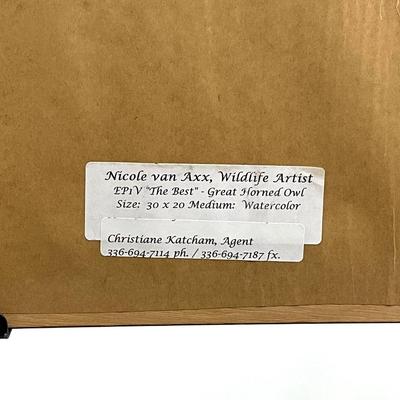 Nicole van Axx, Wildlife Artist
EP1V "The Best" - Great Horned Owl
Size: 30 x 20 Medium: Watercolor
Christiane Katcham, Agent
336-694-7114 ph. / 336-694-7187 fx.